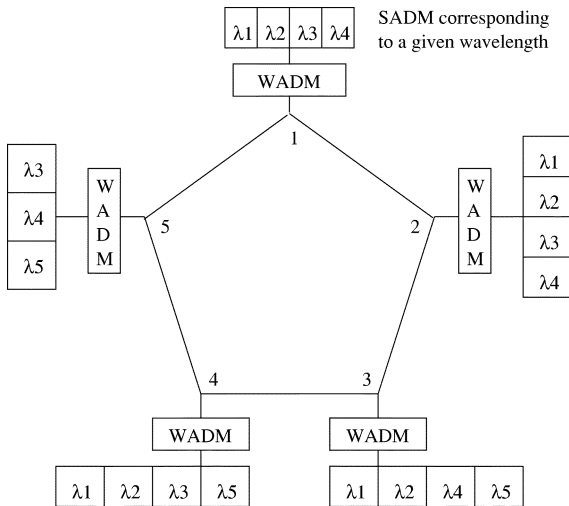 λ1 λ2 λ3 λ4
SADM corresponding
to a given wavelength
WADM
1
λ3
λ4
λ5
W
A
D
M
5
2
W
A
D
M
λ1
λ2
λ3
λ4
4
3
WADM
WADM
λ1 λ2 λ3 λ5
λ1 λ2 λ4 λ5